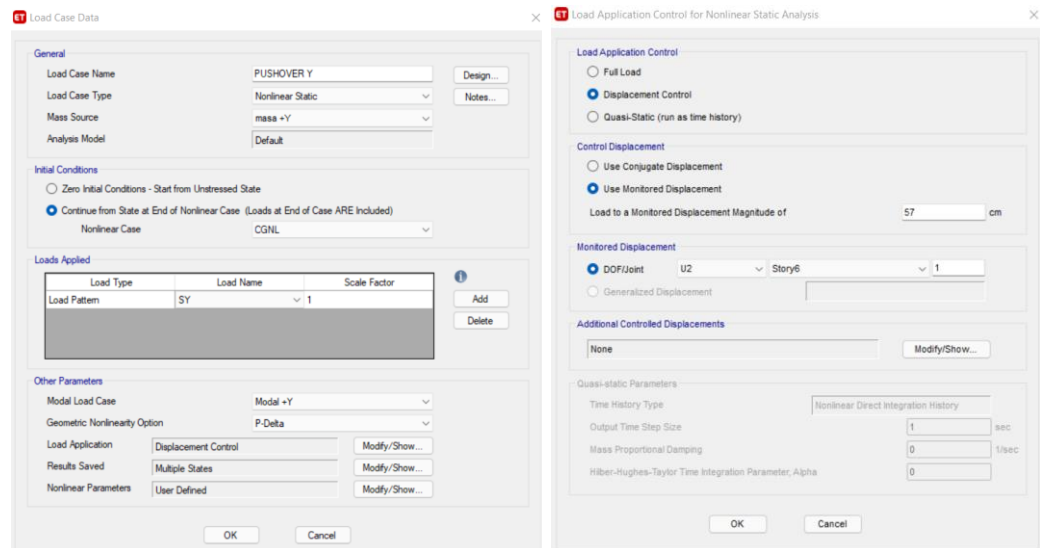 ET Load Case Data
General
Load Case Name PUSHOVER Y Design...
Load Case Type Nonlinear Static Notes...
Mass Source masa +Y
Analysis Model Default
Initial Conditions
Zero Initial Conditions - Start from Unstressed State
Continue from State at End of Nonlinear Case (Loads at End of Case ARE Included)
Nonlinear Case CGNL
Loads Applied
Load Type Load Name Scale Factor
Load Pattern SY 1
Add
Delete
Other Parameters
Modal Load Case Modal +Y
Geometric Nonlinearity Option P-Delta
Load Application Displacement Control Modify/Show...
Results Saved Multiple States Modify/Show...
Nonlinear Parameters User Defined Modify/Show...
OK Cancel
ET Load Application Control for Nonlinear Static Analysis
Load Application Control
Full Load
Displacement Control
Quasi-Static (run as time history)
Control Displacement
Use Conjugate Displacement
Use Monitored Displacement
Load to a Monitored Displacement Magnitude of 57 cm
Monitored Displacement
DOF/Joint U2 Story6 1
Generalized Displacement
Additional Controlled Displacements
None Modify/Show...
Quasi-static Parameters
Time History Type Nonlinear Direct Integration History
Output Time Step Size 1 sec
Mass Proportional Damping 0 1/sec
Hilber-Hughes-Taylor Time Integration Parameter, Alpha 0
OK Cancel